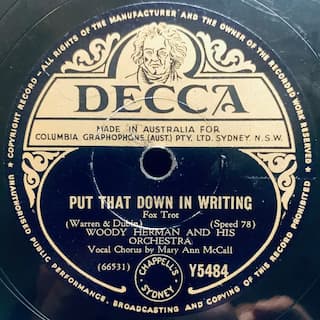 COPYRIGHT RECORD - ALL RIGHTS OF THE MANUFACTURER AND THE OWNER OF THE RECORDED WORK RESERVED.
DECCA
MADE IN AUSTRALIA FOR
COLUMBIA GRAPHOPHONE (AUST.) PTY. LTD. SYDNEY, N.S.W.
PUT THAT DOWN IN WRITING
Fox Trot
(Warren & Dubin) (Speed 78)
WOODY HERMAN AND HIS
ORCHESTRA
Vocal Chorus by Mary Ann McCall
(66531) CHAPPELL'S SYDNEY Y5484
UNAUTHORISED PUBLIC PERFORMANCE, BROADCASTING AND COPYING OF THIS RECORD PROHIBITED